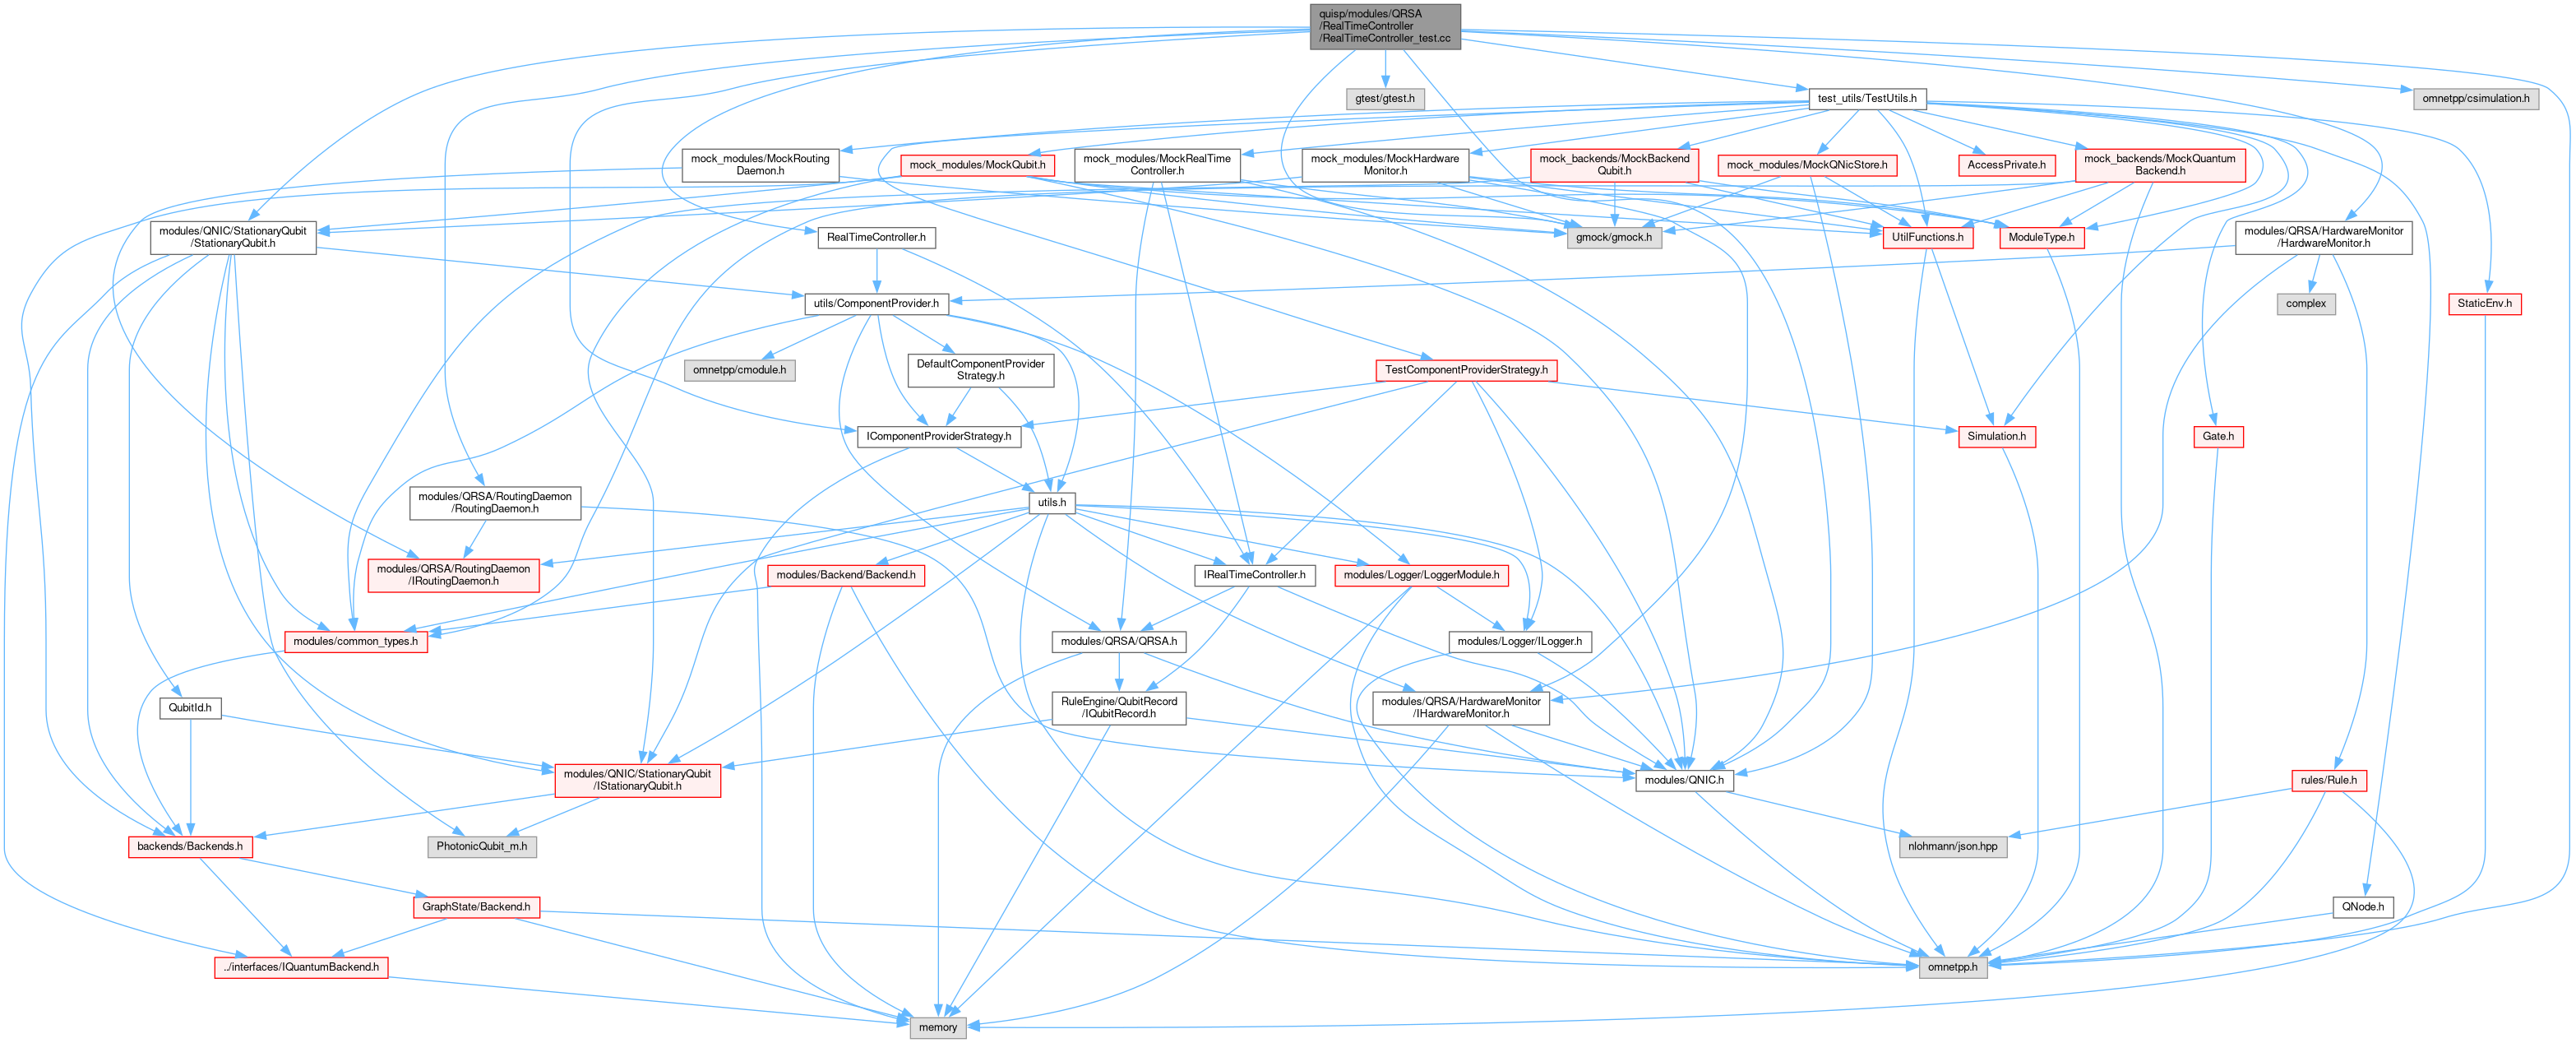 quisp/modules/QRSA
/RealTimeController
/RealTimeController_test.cc
gtest/gtest.h
test_utils/TestUtils.h
omnetpp/csimulation.h
mock_modules/MockRouting
Daemon.h
mock_modules/MockQubit.h
mock_modules/MockRealTime
Controller.h
mock_modules/MockHardware
Monitor.h
mock_backends/MockBackend
Qubit.h
mock_modules/MockQNicStore.h
AccessPrivate.h
mock_backends/MockQuantum
Backend.h
modules/QNIC/StationaryQubit
/StationaryQubit.h
RealTimeController.h
gmock/gmock.h
UtilFunctions.h
ModuleType.h
modules/QRSA/HardwareMonitor
/HardwareMonitor.h
utils/ComponentProvider.h
complex
StaticEnv.h
omnetpp/cmodule.h
DefaultComponentProvider
Strategy.h
TestComponentProviderStrategy.h
IComponentProviderStrategy.h
Simulation.h
Gate.h
modules/QRSA/RoutingDaemon
/RoutingDaemon.h
utils.h
modules/QRSA/RoutingDaemon
/IRoutingDaemon.h
modules/Backend/Backend.h
IRealTimeController.h
modules/Logger/LoggerModule.h
modules/common_types.h
modules/QRSA/QRSA.h
modules/Logger/ILogger.h
QubitId.h
RuleEngine/QubitRecord
/IQubitRecord.h
modules/QRSA/HardwareMonitor
/IHardwareMonitor.h
modules/QNIC/StationaryQubit
/IStationaryQubit.h
modules/QNIC.h
rules/Rule.h
backends/Backends.h
PhotonicQubit_m.h
nlohmann/json.hpp
GraphState/Backend.h
QNode.h
../interfaces/IQuantumBackend.h
omnetpp.h
memory